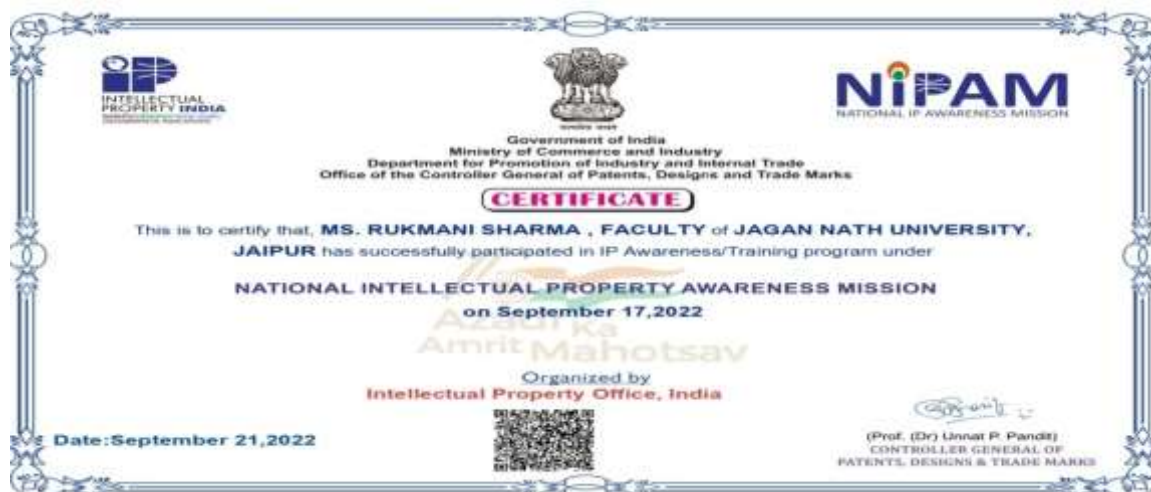 INTELLECTUAL
PROPERTY INDIA
NiPAM
NATIONAL IP AWARENESS MISSION
Government of India
Ministry of Commerce and Industry
Department for Promotion of Industry and Internal Trade
Office of the Controller General of Patents, Designs and Trade Marks
CERTIFICATE
This is to certify that, MS. RUKMANI SHARMA , FACULTY of JAGAN NATH UNIVERSITY,
JAIPUR has successfully participated in IP Awareness/Training program under
NATIONAL INTELLECTUAL PROPERTY AWARENESS MISSION
on September 17,2022
Azadi Ka
Amrit Mahotsav
Organized by
Intellectual Property Office, India
Date:September 21,2022
(Prof. (Dr) Unnat P. Pandit)
CONTROLLER GENERAL OF
PATENTS, DESIGNS & TRADE MARKS